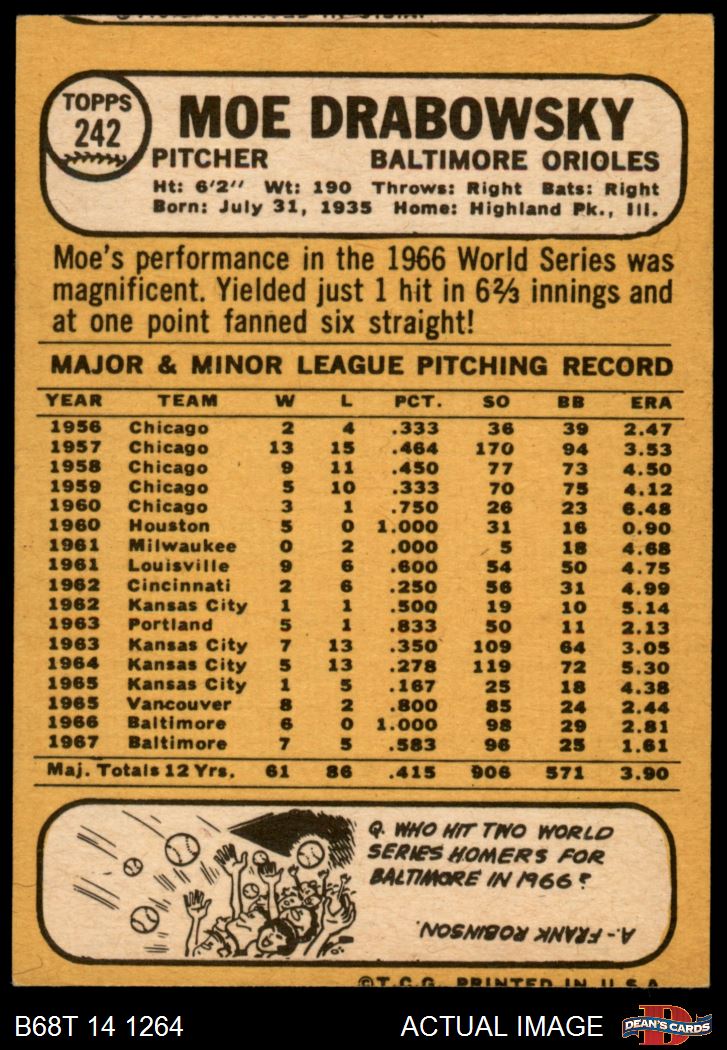 TOPPS
242
MOE DRABOWSKY
PITCHER BALTIMORE ORIOLES
Ht: 6'2" Wt: 190 Throws: Right Bats: Right
Born: July 31, 1935 Home: Highland Pk., Ill.
Moe's performance in the 1966 World Series was
magnificent. Yielded just 1 hit in 6⅔ innings and
at one point fanned six straight!
MAJOR & MINOR LEAGUE PITCHING RECORD
YEAR TEAM W L PCT. SO BB ERA
1956 Chicago 2 4 .333 36 39 2.47
1957 Chicago 13 15 .464 170 94 3.53
1958 Chicago 9 11 .450 77 73 4.50
1959 Chicago 5 10 .333 70 75 4.12
1960 Chicago 3 1 .750 26 23 6.48
1960 Houston 5 0 1.000 31 16 0.90
1961 Milwaukee 0 2 .000 5 18 4.68
1961 Louisville 9 6 .600 54 50 4.75
1962 Cincinnati 2 6 .250 56 31 4.99
1962 Kansas City 1 1 .500 19 10 5.14
1963 Portland 5 1 .833 50 11 2.13
1963 Kansas City 7 13 .350 109 64 3.05
1964 Kansas City 5 13 .278 119 72 5.30
1965 Kansas City 1 5 .167 25 18 4.38
1965 Vancouver 8 2 .800 85 24 2.44
1966 Baltimore 6 0 1.000 98 29 2.81
1967 Baltimore 7 5 .583 96 25 1.61
Maj. Totals 12 Yrs. 61 86 .415 906 571 3.90
Q. WHO HIT TWO WORLD
SERIES HOMERS FOR
BALTIMORE IN 1966?
A.- FRANK ROBINSON.
©T.C.G. PRINTED IN U.S.A.
B68T 14 1264 ACTUAL IMAGE
D
DEAN'S CARDS